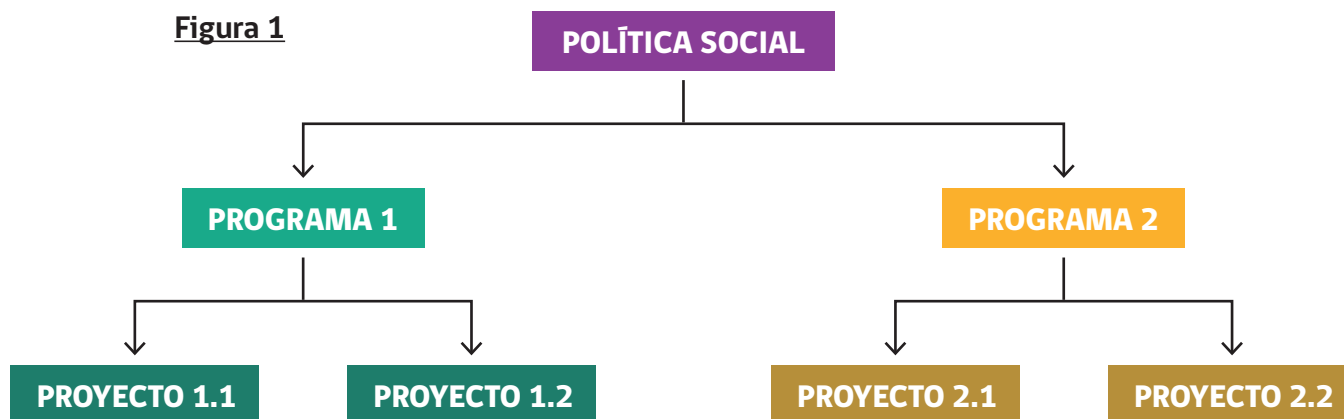 Figura 1
POLÍTICA SOCIAL
PROGRAMA 1
PROGRAMA 2
PROYECTO 1.1
PROYECTO 1.2
PROYECTO 2.1
PROYECTO 2.2